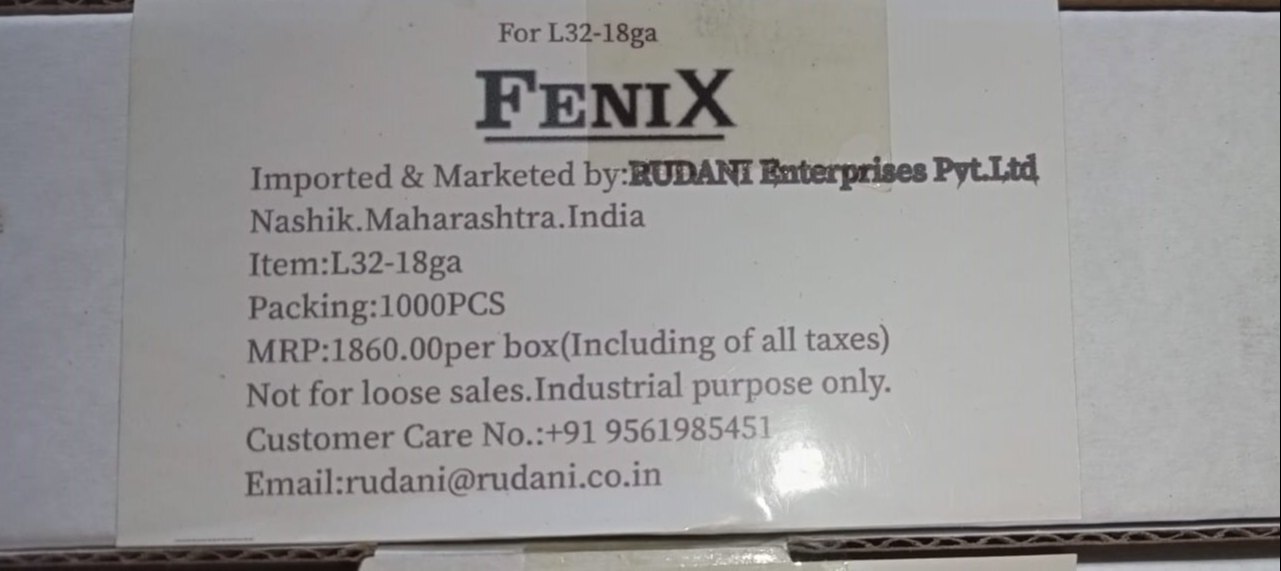 For L32-18ga
FENIX
Imported & Marketed by:RUDANI Enterprises Pvt.Ltd
Nashik.Maharashtra.India
Item:L32-18ga
Packing:1000PCS
MRP:1860.00per box(Including of all taxes)
Not for loose sales.Industrial purpose only.
Customer Care No.:+91 9561985451
Email:rudani@rudani.co.in